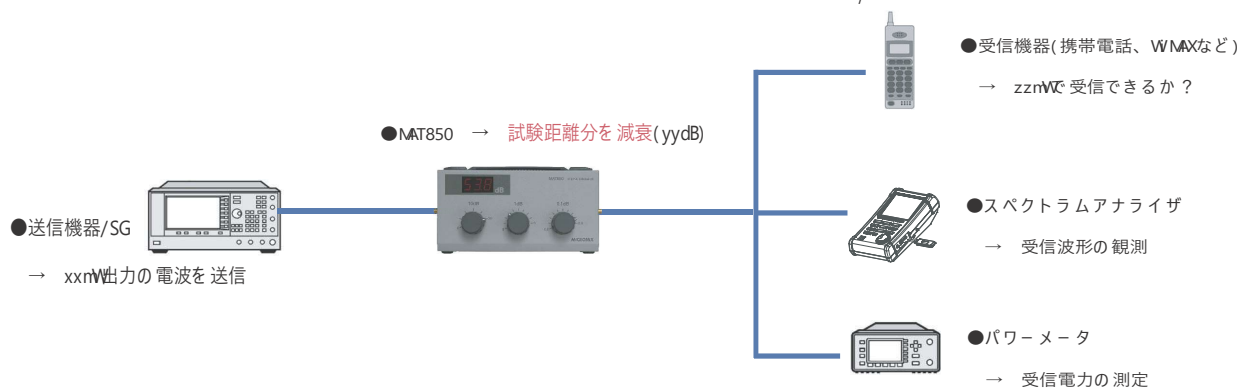 ●受信機器(携帯電話、WiMAXなど)
→ zzmWで受信できるか?
●MAT850 → 試験距離分を減衰(yydB)
●スペクトラムアナライザ
→ 受信波形の観測
●送信機器/SG
→ xxmW出力の電波を送信
●パワーメータ
→ 受信電力の測定